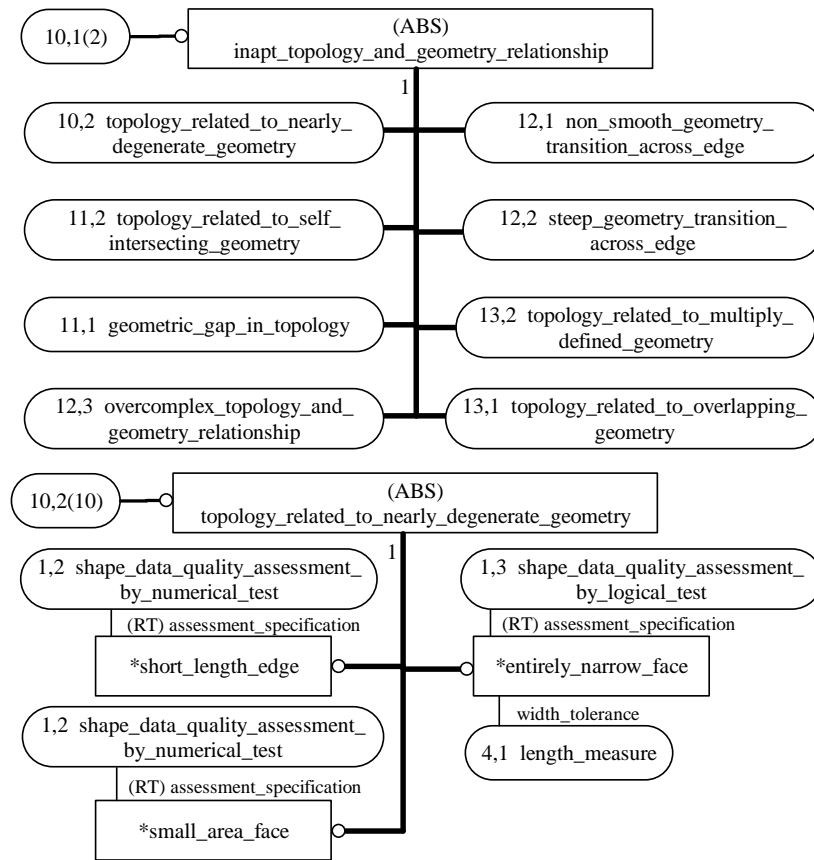 10,1(2)
(ABS)
inapt_topology_and_geometry_relationship
1
10,2 topology_related_to_nearly_
degenerate_geometry
12,1 non_smooth_geometry_
transition_across_edge
11,2 topology_related_to_self_
intersecting_geometry
12,2 steep_geometry_transition_
across_edge
11,1 geometric_gap_in_topology
13,2 topology_related_to_multiply_
defined_geometry
12,3 overcomplex_topology_and_
geometry_relationship
13,1 topology_related_to_overlapping_
geometry
10,2(10)
(ABS)
topology_related_to_nearly_degenerate_geometry
1
1,2 shape_data_quality_assessment_
by_numerical_test
1,3 shape_data_quality_assessment_
by_logical_test
(RT) assessment_specification
(RT) assessment_specification
*short_length_edge
*entirely_narrow_face
1,2 shape_data_quality_assessment_
by_numerical_test
width_tolerance
4,1 length_measure
(RT) assessment_specification
*small_area_face